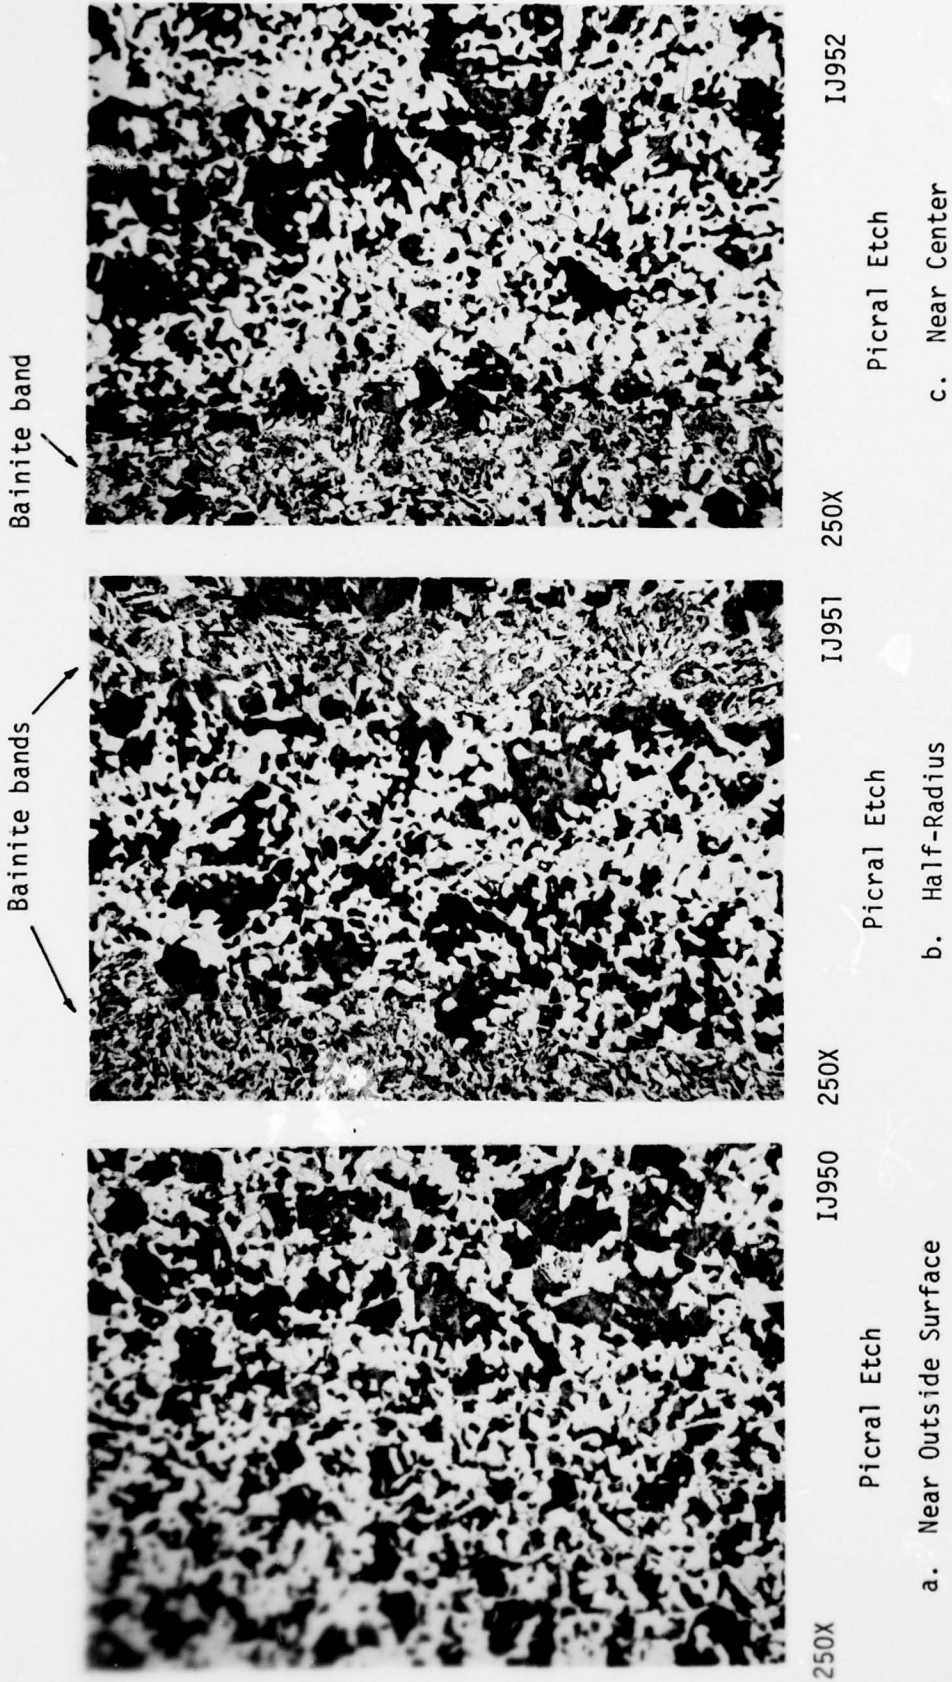 Bainite bands
Bainite band
250X IJ950
Picral Etch
a. Near Outside Surface
250X IJ951
Picral Etch
b. Half-Radius
250X IJ952
Picral Etch
c. Near Center